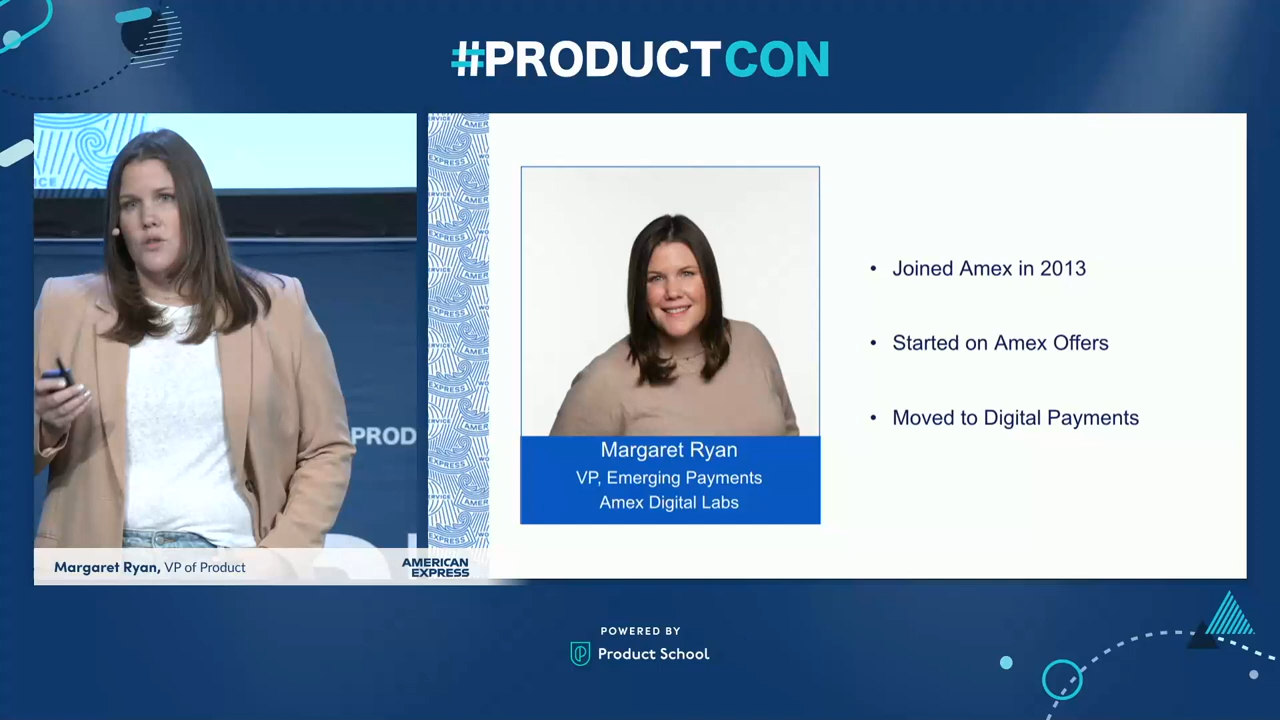 #PRODUCTCON
Joined Amex in 2013
Started on Amex Offers
Moved to Digital Payments
Margaret Ryan
VP, Emerging Payments
Amex Digital Labs
PROD
Margaret Ryan, VP of Product
AMERICAN
EXPRESS
POWERED BY
Product School